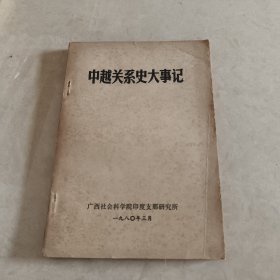 中越关系史大事记
广西社会科学院印度支那研究所
一九八〇年三月